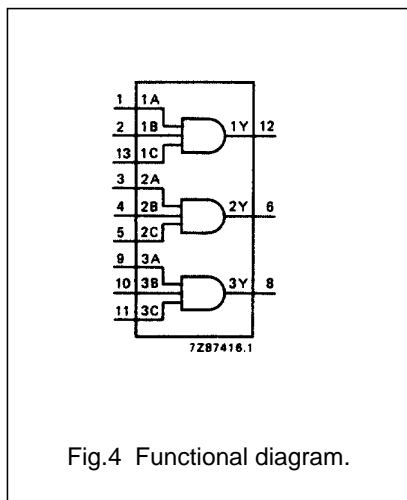 1 1A
2 1B 1Y 12
13 1C
3 2A
4 2B 2Y 6
5 2C
9 3A
10 3B 3Y 8
11 3C
7Z87416.1
Fig.4 Functional diagram.